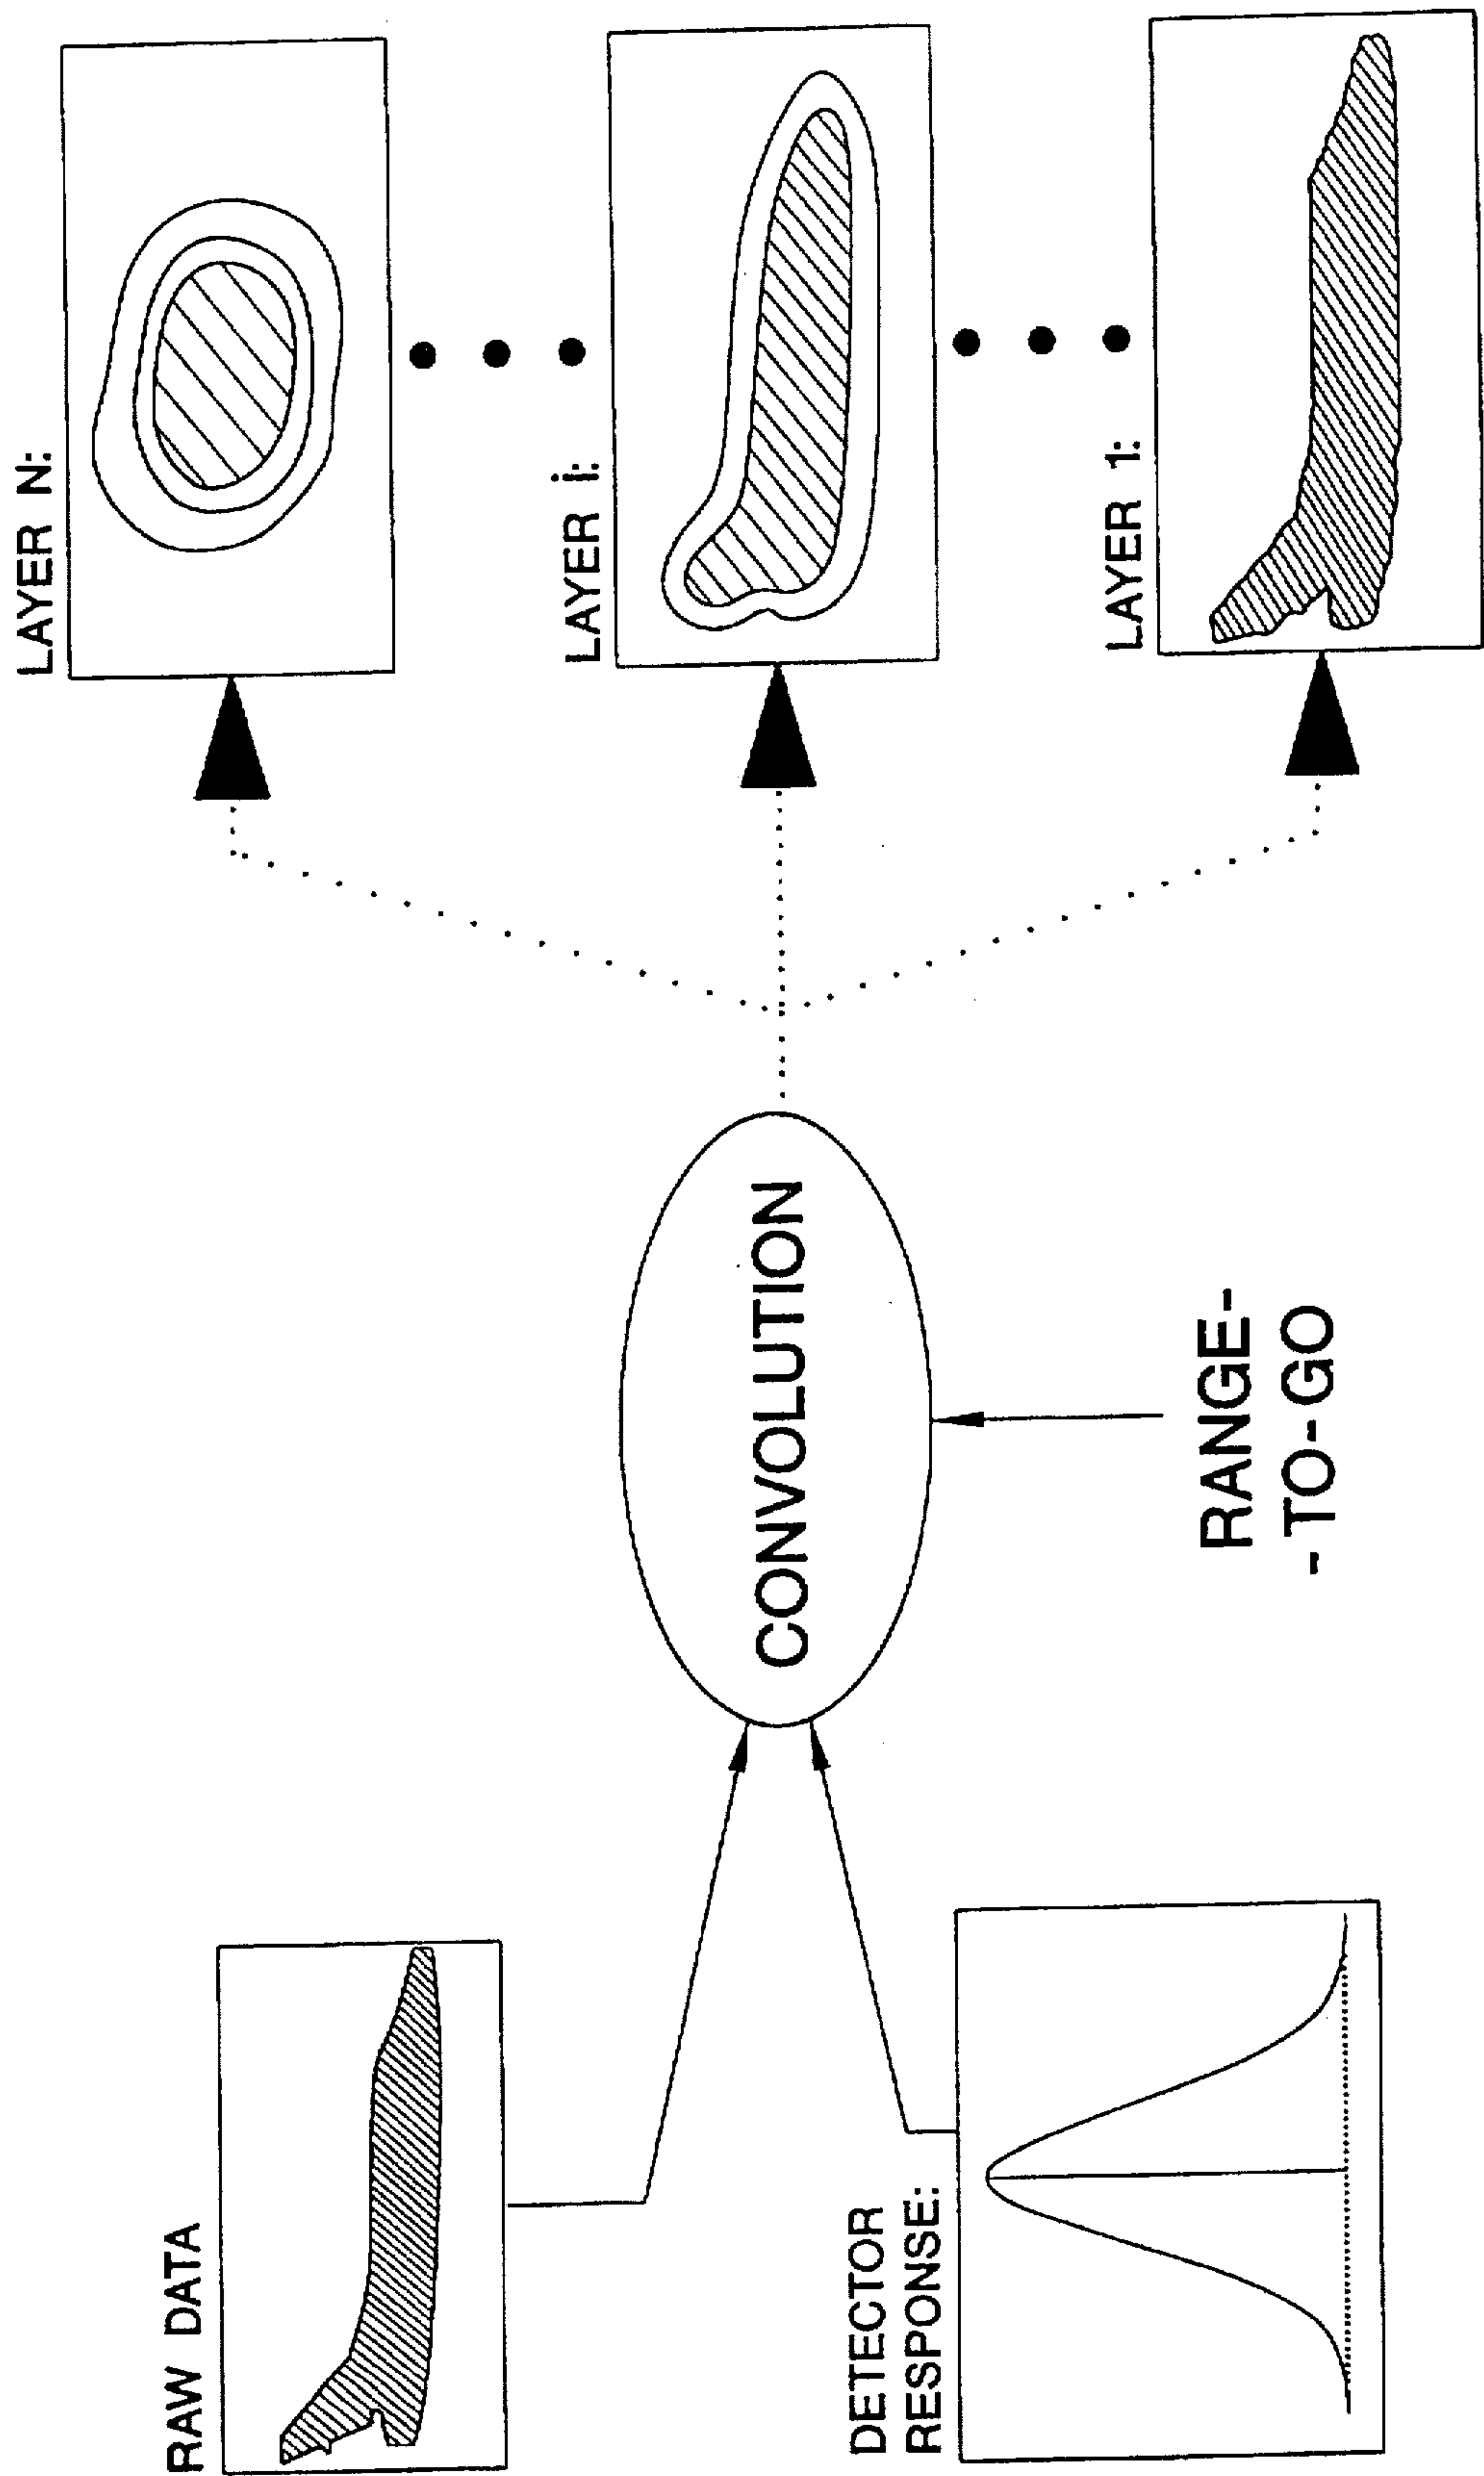 RAW DATA
DETECTOR
RESPONSE:
CONVOLUTION
RANGE-
-TO-GO
LAYER N:
LAYER i:
LAYER 1: